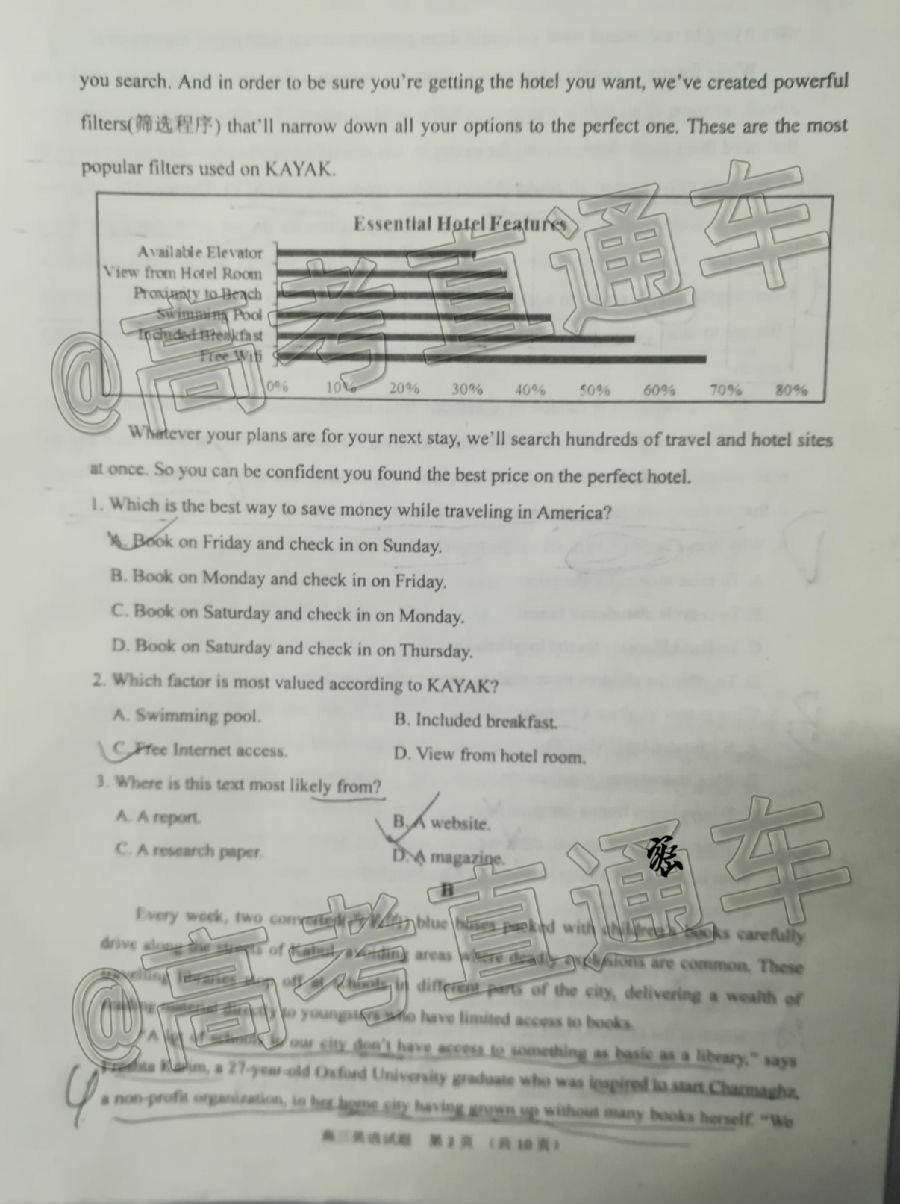 you search. And in order to be sure you're getting the hotel you want, we've created powerful
filters(筛选程序) that'll narrow down all your options to the perfect one. These are the most
popular filters used on KAYAK.
Essential Hotel Features
Available Elevator
View from Hotel Room
Proximity to Beach
Swimming Pool
Included Breakfast
Free Wifi
0% 10% 20% 30% 40% 50% 60% 70% 80%
@高考直通车
Whatever your plans are for your next stay, we'll search hundreds of travel and hotel sites
at once. So you can be confident you found the best price on the perfect hotel.
1. Which is the best way to save money while traveling in America?
A. Book on Friday and check in on Sunday.
B. Book on Monday and check in on Friday.
C. Book on Saturday and check in on Monday.
D. Book on Saturday and check in on Thursday.
2. Which factor is most valued according to KAYAK?
A. Swimming pool. B. Included breakfast.
C. Free Internet access. D. View from hotel room.
3. Where is this text most likely from?
A. A report. B. A website.
C. A research paper. D. A magazine.
B
Every week, two converted blue buses packed with children's books carefully
drive along the streets of Kabul, avoiding areas where deadly explosions are common. These
travelling libraries stop off at schools in different parts of the city, delivering a wealth of
reading material directly to youngsters who have limited access to books.
"A lot of schools in our city don't have access to something as basic as a library," says
Karim, a 27-year-old Oxford University graduate who was inspired to start Charmaghz,
a non-profit organization, in her home city having grown up without many books herself. "We
@高考直通车
高三英语试题 第 2 页 (共 10 页)